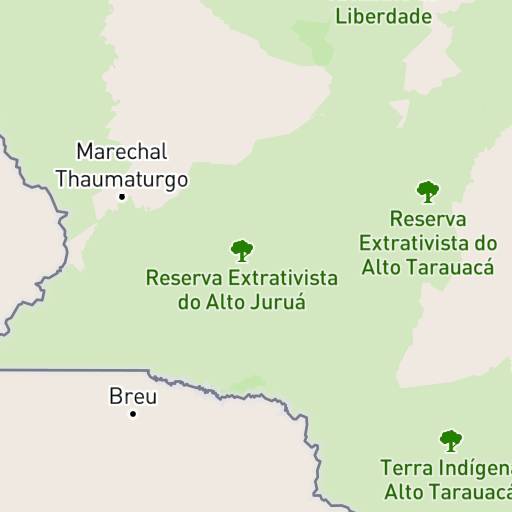 Liberdade
Marechal
Thaumaturgo
Reserva
Extrativista do
Alto Tarauacá
Reserva Extrativista
do Alto Juruá
Breu
Terra Indígena
Alto Tarauacá